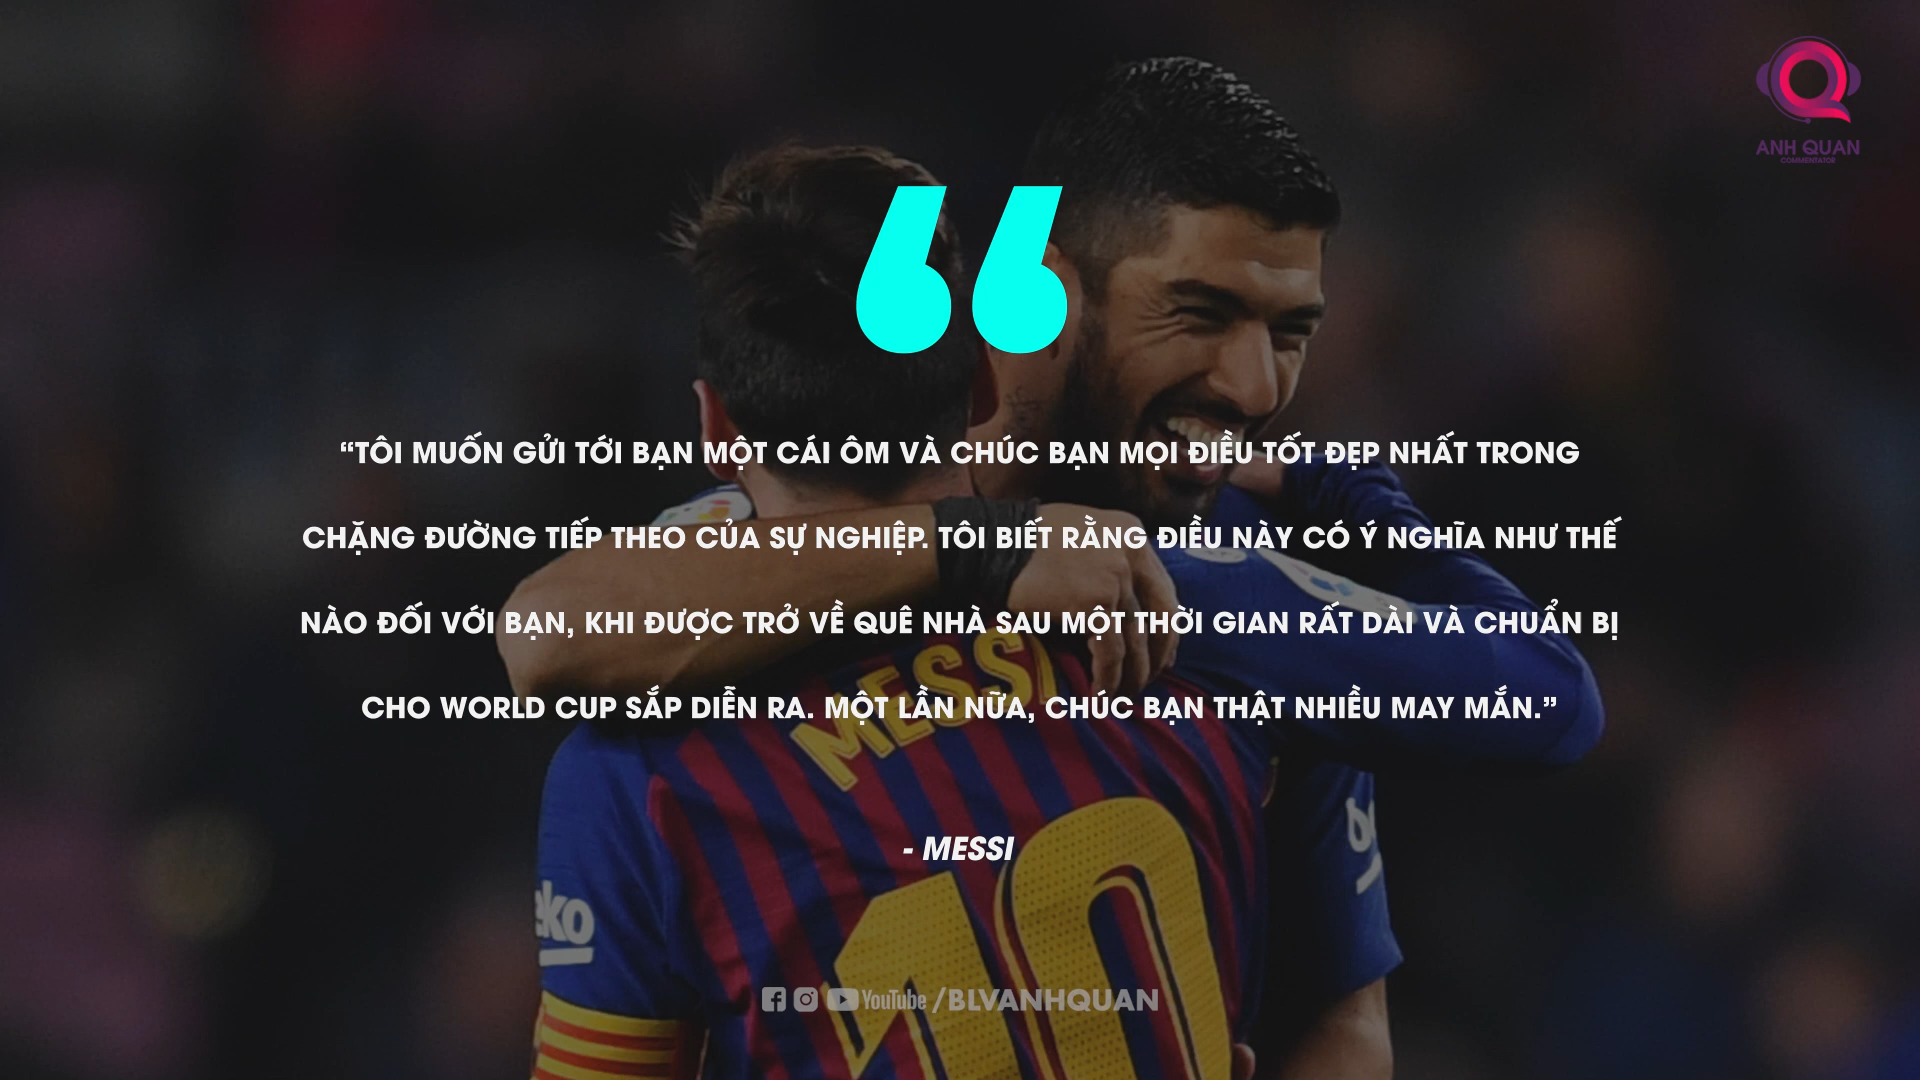 ANH QUAN
COMMENTATOR
“TÔI MUỐN GỬI TỚI BẠN MỘT CÁI ÔM VÀ CHÚC BẠN MỌI ĐIỀU TỐT ĐẸP NHẤT TRONG
CHẶNG ĐƯỜNG TIẾP THEO CỦA SỰ NGHIỆP. TÔI BIẾT RẰNG ĐIỀU NÀY CÓ Ý NGHĨA NHƯ THẾ
NÀO ĐỐI VỚI BẠN, KHI ĐƯỢC TRỞ VỀ QUÊ NHÀ SAU MỘT THỜI GIAN RẤT DÀI VÀ CHUẨN BỊ
CHO WORLD CUP SẮP DIỄN RA. MỘT LẦN NỮA, CHÚC BẠN THẬT NHIỀU MAY MẮN.”
MESSI
- MESSI
10
YouTube /BLVANHQUAN